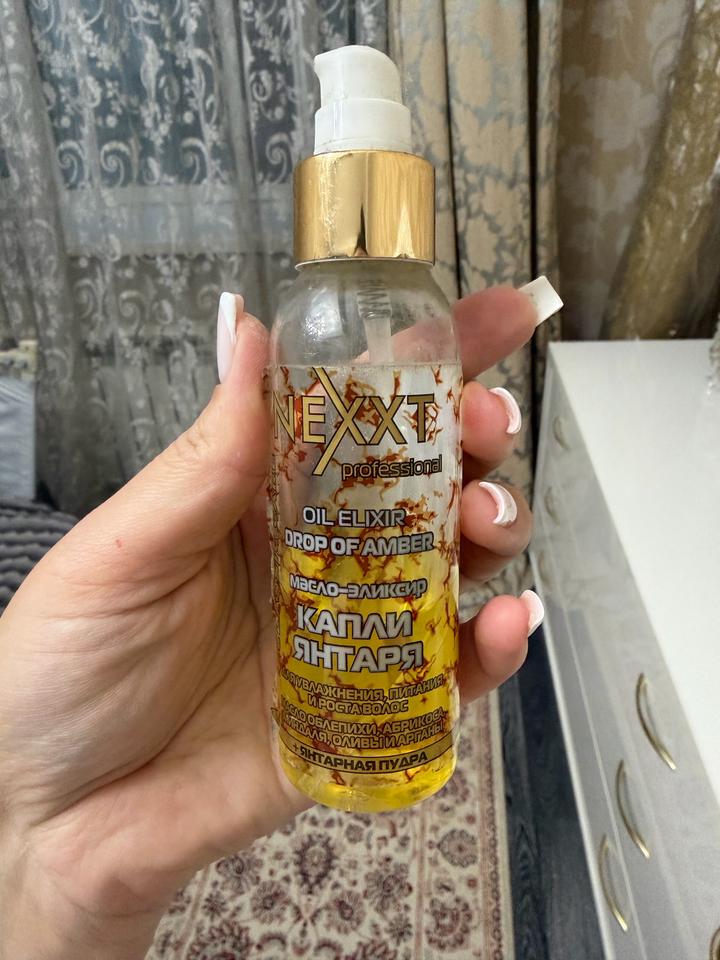 NEXXT
professional
OIL ELIXIR
DROP OF AMBER
масло-эликсир
КАПЛИ
ЯНТАРЯ
ДЛЯ УВЛАЖНЕНИЯ, ПИТАНИЯ
И РОСТА ВОЛОС
МАСЛО ОБЛЕПИХИ, АБРИКОСА,
МИНДАЛЯ, ОЛИВЫ И АРГАНЫ
+ ЯНТАРНАЯ ПУДРА